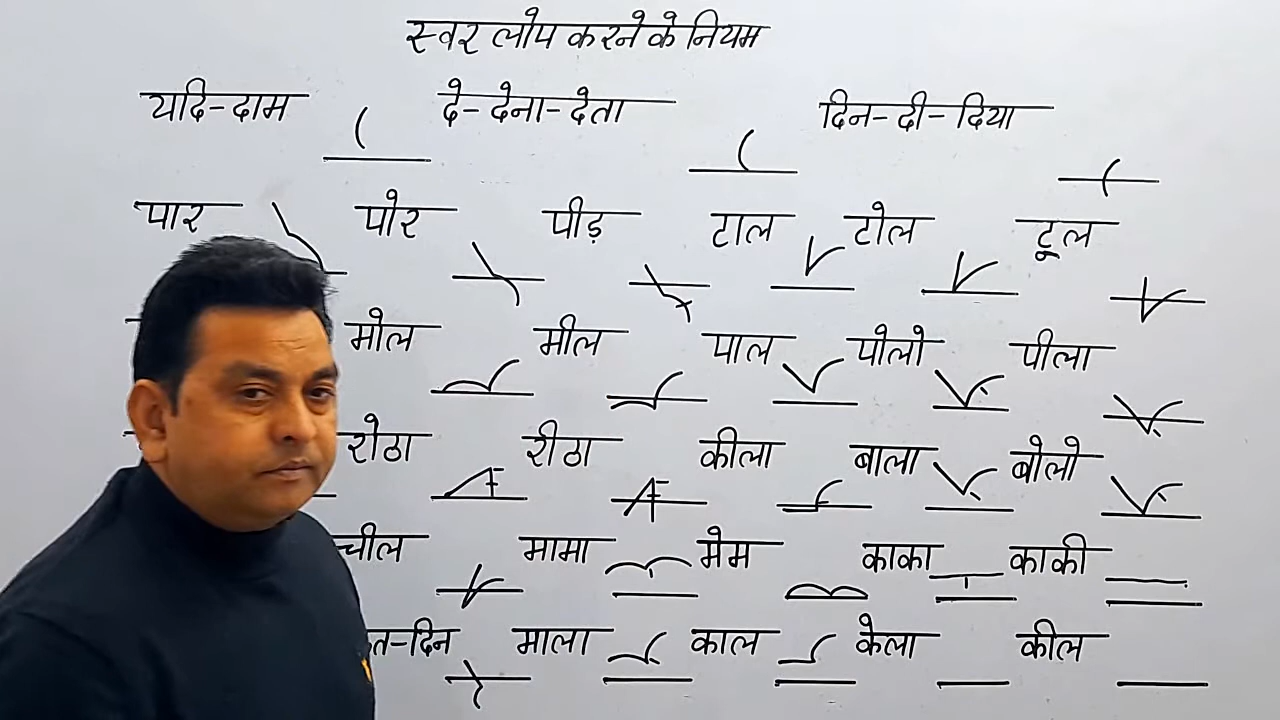 स्वर लोप करने के नियम
यदि-दाम दे-देना-देता दिन-दी-दिया
पार पोर पीड़ टाल टोल टूल
मोल मील पाल पोलो पीला
रोठा रीठा कीला बाला बोलो
चील मामा मेम काका काकी
दिन माला काल केला कील